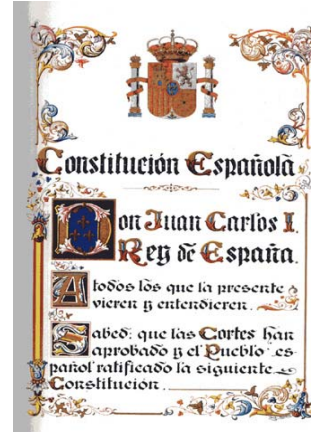 Constitución Española
Don Juan Carlos I,
Rey de España.
A todos los que la presente
vieren y entendieren.
Sabed: que las Cortes han
aprobado y el Pueblo es-
pañol ratificado la siguiente
Constitución.